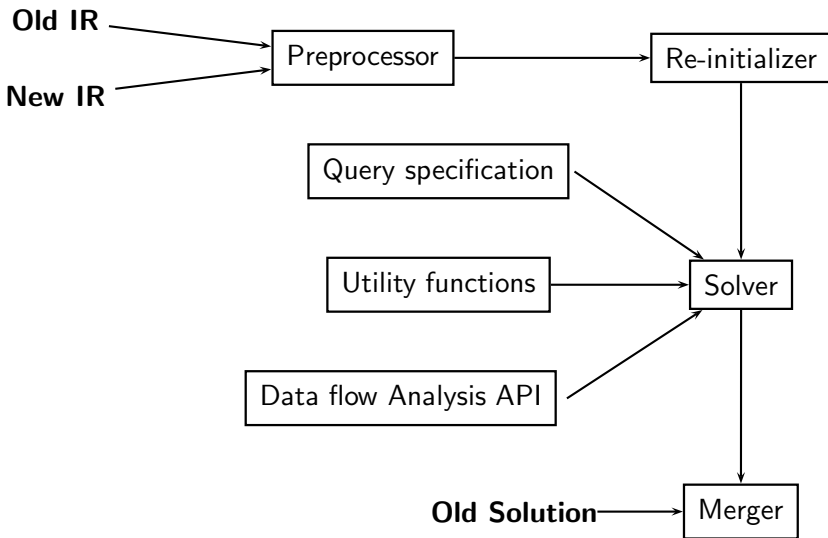 Old IR
Preprocessor
Re-initializer
New IR
Query specification
Utility functions
Solver
Data flow Analysis API
Old Solution
Merger